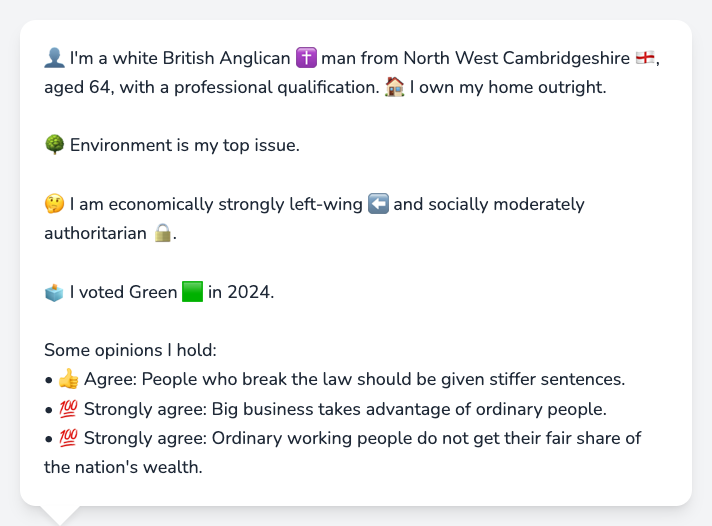 👤 I'm a white British Anglican ✝️ man from North West Cambridgeshire 🏴󠁧󠁢󠁥󠁮󠁧󠁿,
aged 64, with a professional qualification. 🏠 I own my home outright.
🌳 Environment is my top issue.
🤔 I am economically strongly left-wing ⬅️ and socially moderately
authoritarian 🔒.
🗳️ I voted Green 🟩 in 2024.
Some opinions I hold:
• 👍 Agree: People who break the law should be given stiffer sentences.
• 💯 Strongly agree: Big business takes advantage of ordinary people.
• 💯 Strongly agree: Ordinary working people do not get their fair share of
the nation's wealth.